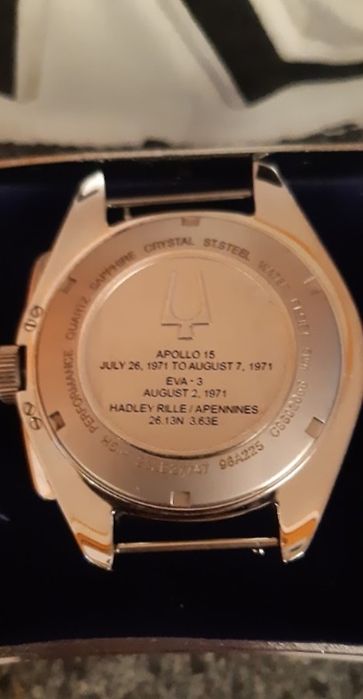 APOLLO 15
JULY 26, 1971 TO AUGUST 7, 1971
EVA - 3
AUGUST 2, 1971
HADLEY RILLE / APENNINES
26.13N 3.63E
PERFORMANCE QUARTZ SAPPHIRE CRYSTAL ST.STEEL WATER
96A225